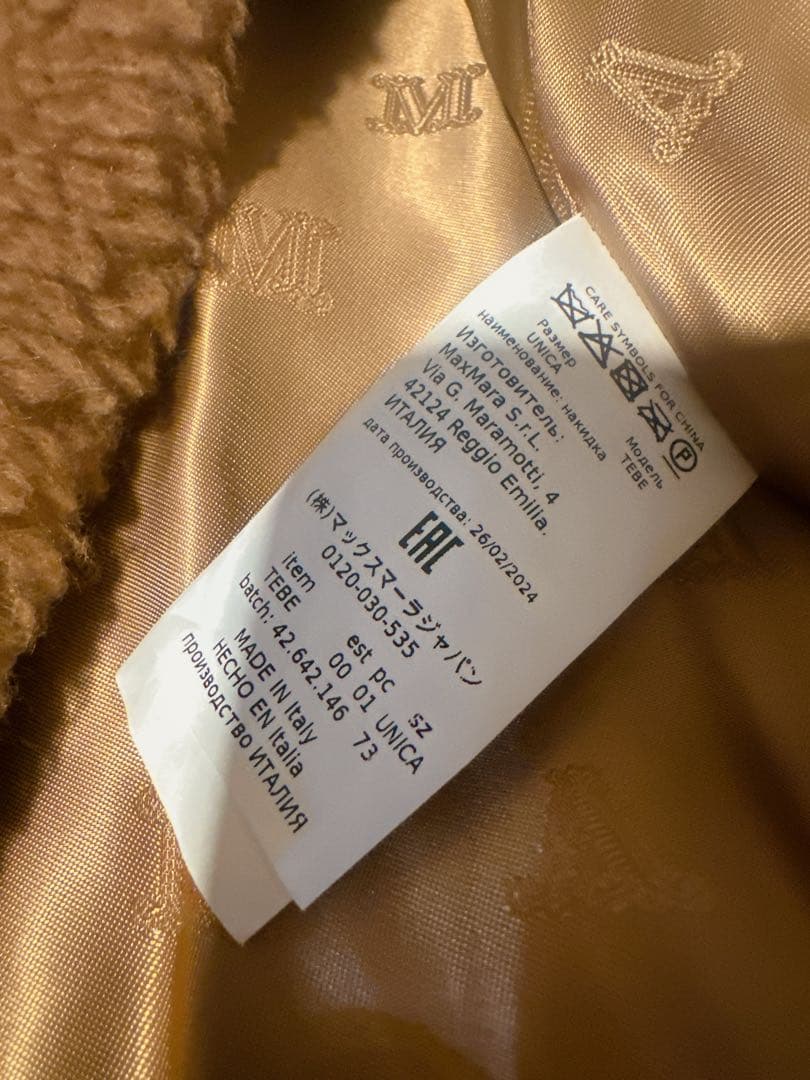 CARE SYMBOLS FOR CHINA
P
Размер
UNICA
Модель
TEBE
наименование: накидка
Изготовитель:
MaxMara S.r.L.
Via G. Maramotti, 4
42124 Reggio Emilia.
ИТАЛИЯ
дата производства: 26/02/2024
EAC
(株)マックスマーラジャパン
0120-030-535
item est pc sz
TEBE 00 01 UNICA
batch: 42.642.146 73
MADE IN Italy
HECHO EN Italia
производство ИТАЛИЯ
M
A
M